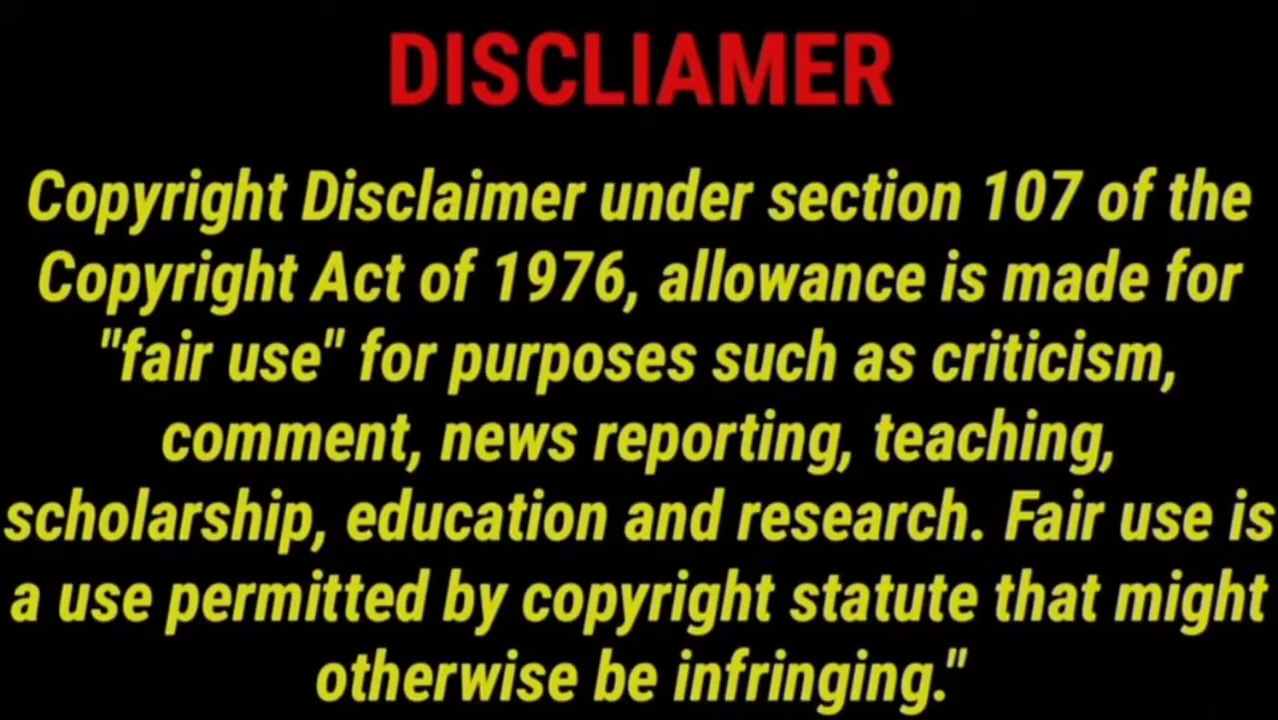 DISCLIAMER
Copyright Disclaimer under section 107 of the
Copyright Act of 1976, allowance is made for
"fair use" for purposes such as criticism,
comment, news reporting, teaching,
scholarship, education and research. Fair use is
a use permitted by copyright statute that might
otherwise be infringing."